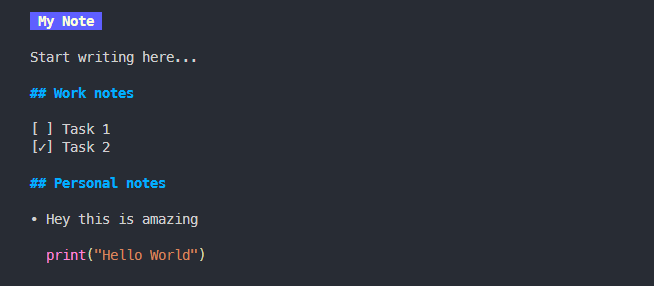 My Note
Start writing here...
## Work notes
[ ] Task 1
[✓] Task 2
## Personal notes
• Hey this is amazing
print("Hello World")